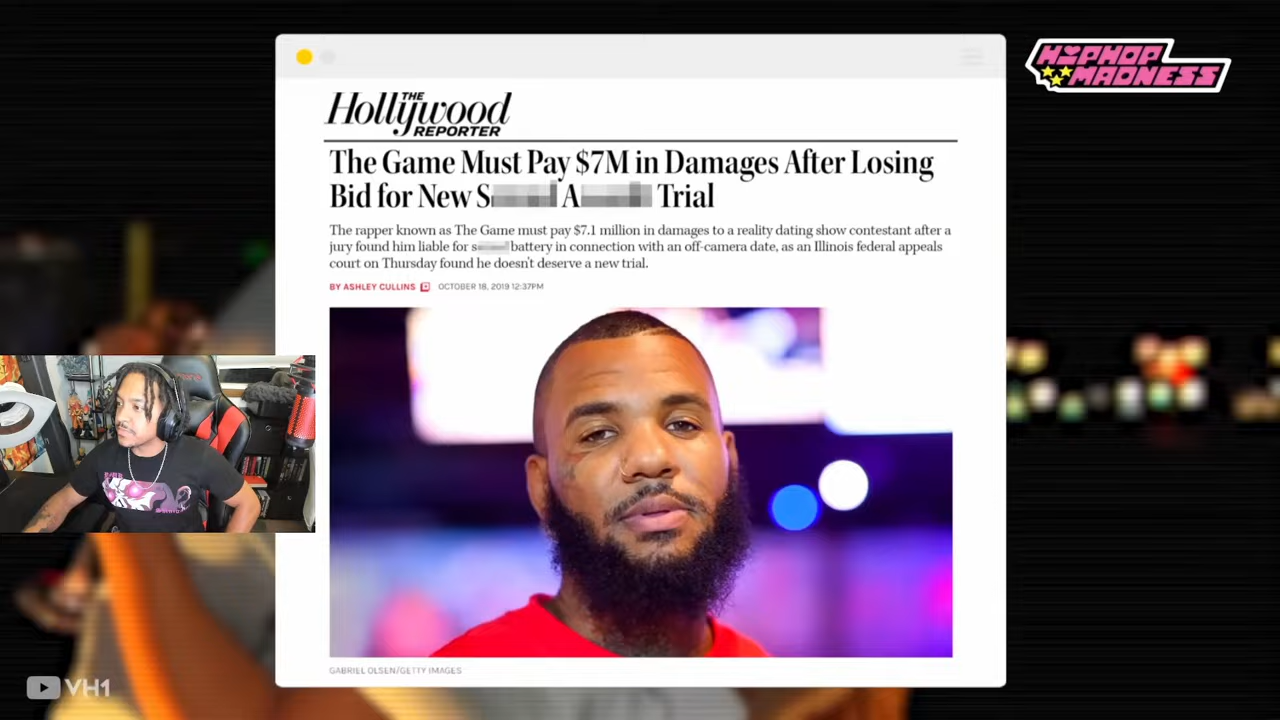 HIPHOP
MADNESS
THE
Hollywood
REPORTER
The Game Must Pay $7M in Damages After Losing
Bid for New S A Trial
The rapper known as The Game must pay $7.1 million in damages to a reality dating show contestant after a
jury found him liable for s battery in connection with an off-camera date, as an Illinois federal appeals
court on Thursday found he doesn't deserve a new trial.
BY ASHLEY CULLINS OCTOBER 18, 2019 12:37PM
GABRIEL OLSEN/GETTY IMAGES
VH1